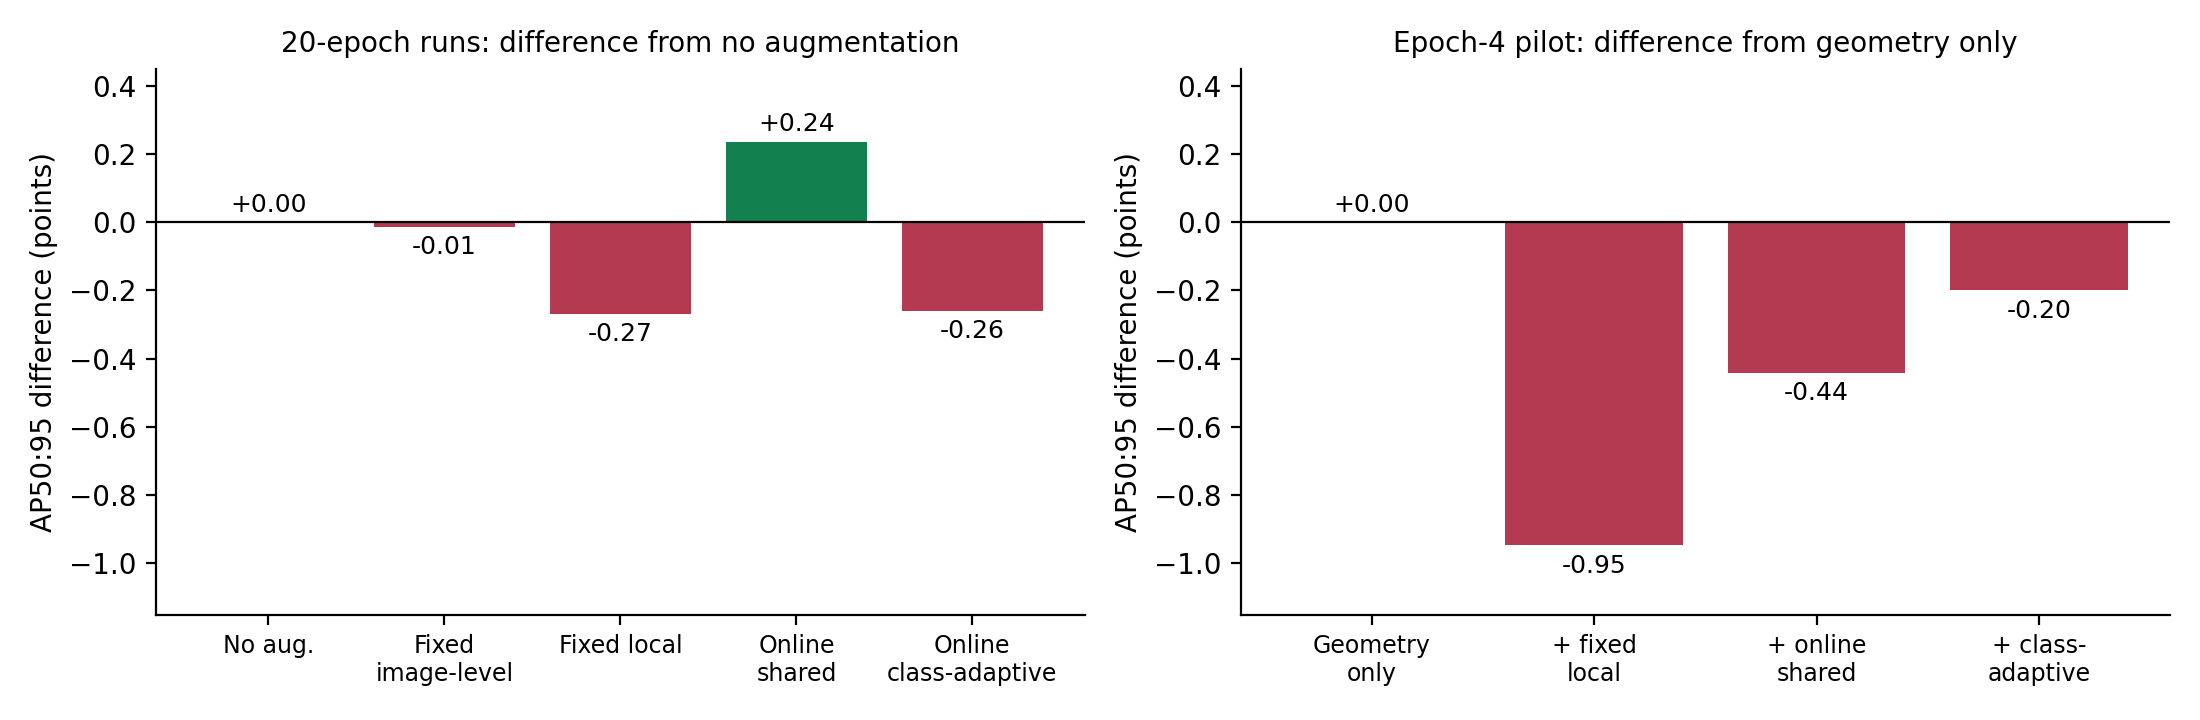 20-epoch runs: difference from no augmentation
AP50:95 difference (points)
0.4
0.2
0.0
−0.2
−0.4
−0.6
−0.8
−1.0
+0.00
-0.01
-0.27
+0.24
-0.26
No aug.
Fixed
image-level
Fixed local
Online
shared
Online
class-adaptive
Epoch-4 pilot: difference from geometry only
AP50:95 difference (points)
0.4
0.2
0.0
−0.2
−0.4
−0.6
−0.8
−1.0
+0.00
-0.95
-0.44
-0.20
Geometry
only
+ fixed
local
+ online
shared
+ class-
adaptive